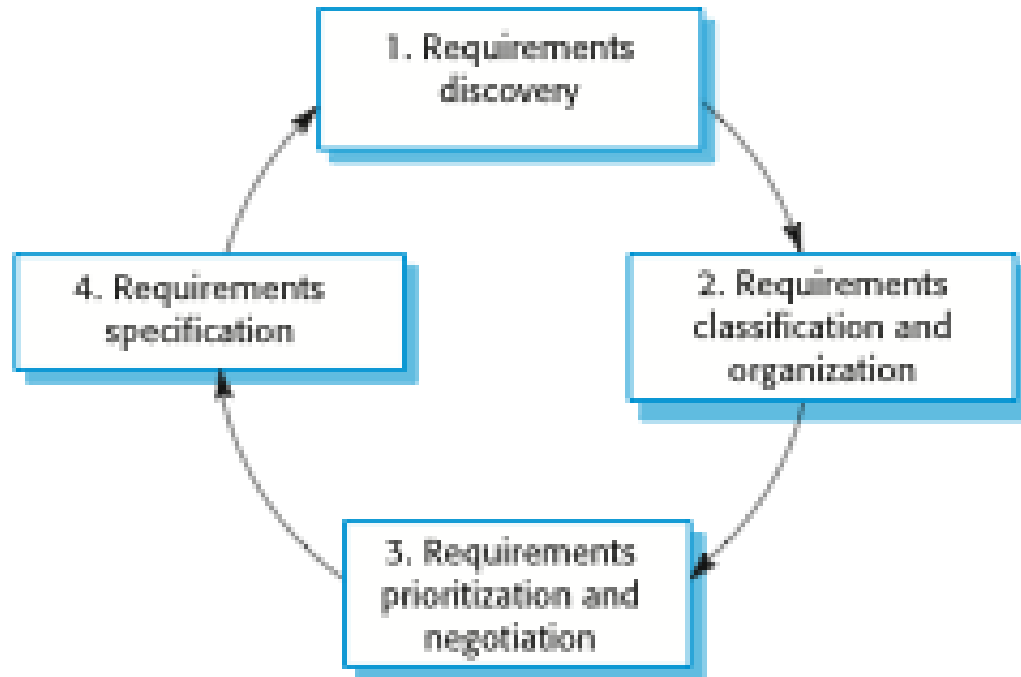 1. Requirements
discovery
2. Requirements
classification and
organization
3. Requirements
prioritization and
negotiation
4. Requirements
specification